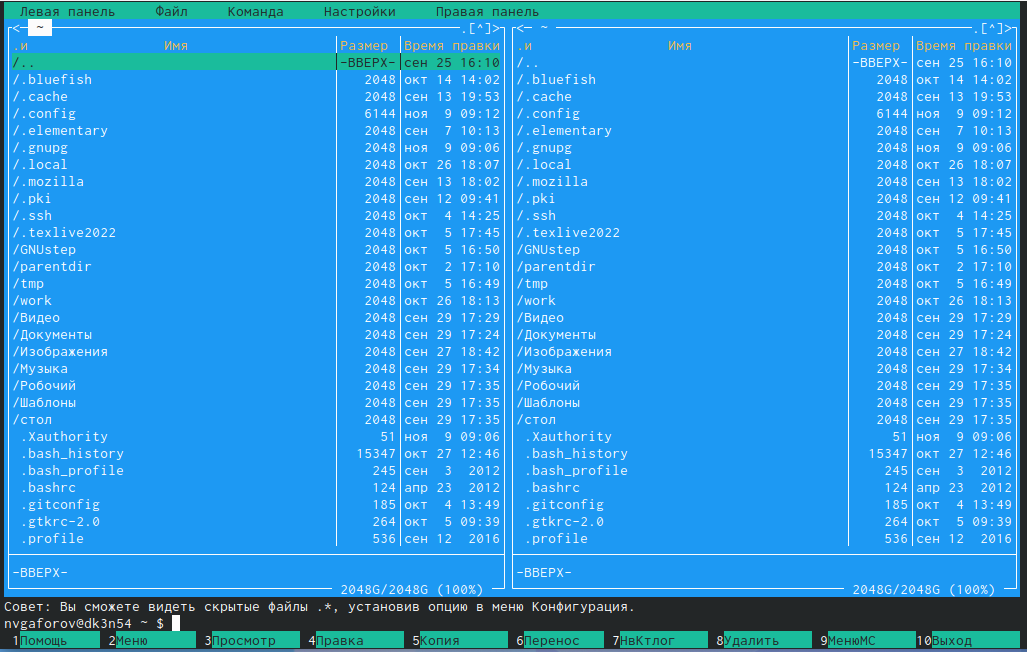 Левая панель Файл Команда Настройки Правая панель
<- ~ .[^]> <- ~ .[^]>
.и Имя Размер Время правки .и Имя Размер Время правки
/.. -ВВЕРХ- сен 25 16:10 /.. -ВВЕРХ- сен 25 16:10
/.bluefish 2048 окт 14 14:02 /.bluefish 2048 окт 14 14:02
/.cache 2048 сен 13 19:53 /.cache 2048 сен 13 19:53
/.config 6144 ноя 9 09:12 /.config 6144 ноя 9 09:12
/.elementary 2048 сен 7 10:13 /.elementary 2048 сен 7 10:13
/.gnupg 2048 ноя 9 09:06 /.gnupg 2048 ноя 9 09:06
/.local 2048 окт 26 18:07 /.local 2048 окт 26 18:07
/.mozilla 2048 сен 13 18:02 /.mozilla 2048 сен 13 18:02
/.pki 2048 сен 12 09:41 /.pki 2048 сен 12 09:41
/.ssh 2048 окт 4 14:25 /.ssh 2048 окт 4 14:25
/.texlive2022 2048 окт 5 17:45 /.texlive2022 2048 окт 5 17:45
/GNUstep 2048 окт 5 16:50 /GNUstep 2048 окт 5 16:50
/parentdir 2048 окт 2 17:10 /parentdir 2048 окт 2 17:10
/tmp 2048 окт 5 16:49 /tmp 2048 окт 5 16:49
/work 2048 окт 26 18:13 /work 2048 окт 26 18:13
/Видео 2048 сен 29 17:29 /Видео 2048 сен 29 17:29
/Документы 2048 сен 29 17:24 /Документы 2048 сен 29 17:24
/Изображения 2048 сен 27 18:42 /Изображения 2048 сен 27 18:42
/Музыка 2048 сен 29 17:34 /Музыка 2048 сен 29 17:34
/Робочий 2048 сен 29 17:35 /Робочий 2048 сен 29 17:35
/Шаблоны 2048 сен 29 17:35 /Шаблоны 2048 сен 29 17:35
/стол 2048 сен 29 17:35 /стол 2048 сен 29 17:35
.Xauthority 51 ноя 9 09:06 .Xauthority 51 ноя 9 09:06
.bash_history 15347 окт 27 12:46 .bash_history 15347 окт 27 12:46
.bash_profile 245 сен 3 2012 .bash_profile 245 сен 3 2012
.bashrc 124 апр 23 2012 .bashrc 124 апр 23 2012
.gitconfig 185 окт 4 13:49 .gitconfig 185 окт 4 13:49
.gtkrc-2.0 264 окт 5 09:39 .gtkrc-2.0 264 окт 5 09:39
.profile 536 сен 12 2016 .profile 536 сен 12 2016
-ВВЕРХ- -ВВЕРХ-
2048G/2048G (100%) 2048G/2048G (100%)
Совет: Вы сможете видеть скрытые файлы .*, установив опцию в меню Конфигурация.
nvgaforov@dk3n54 ~ $
1Помощь 2Меню 3Просмотр 4Правка 5Копия 6Перенос 7НвКтлог 8Удалить 9МенюМС 10Выход